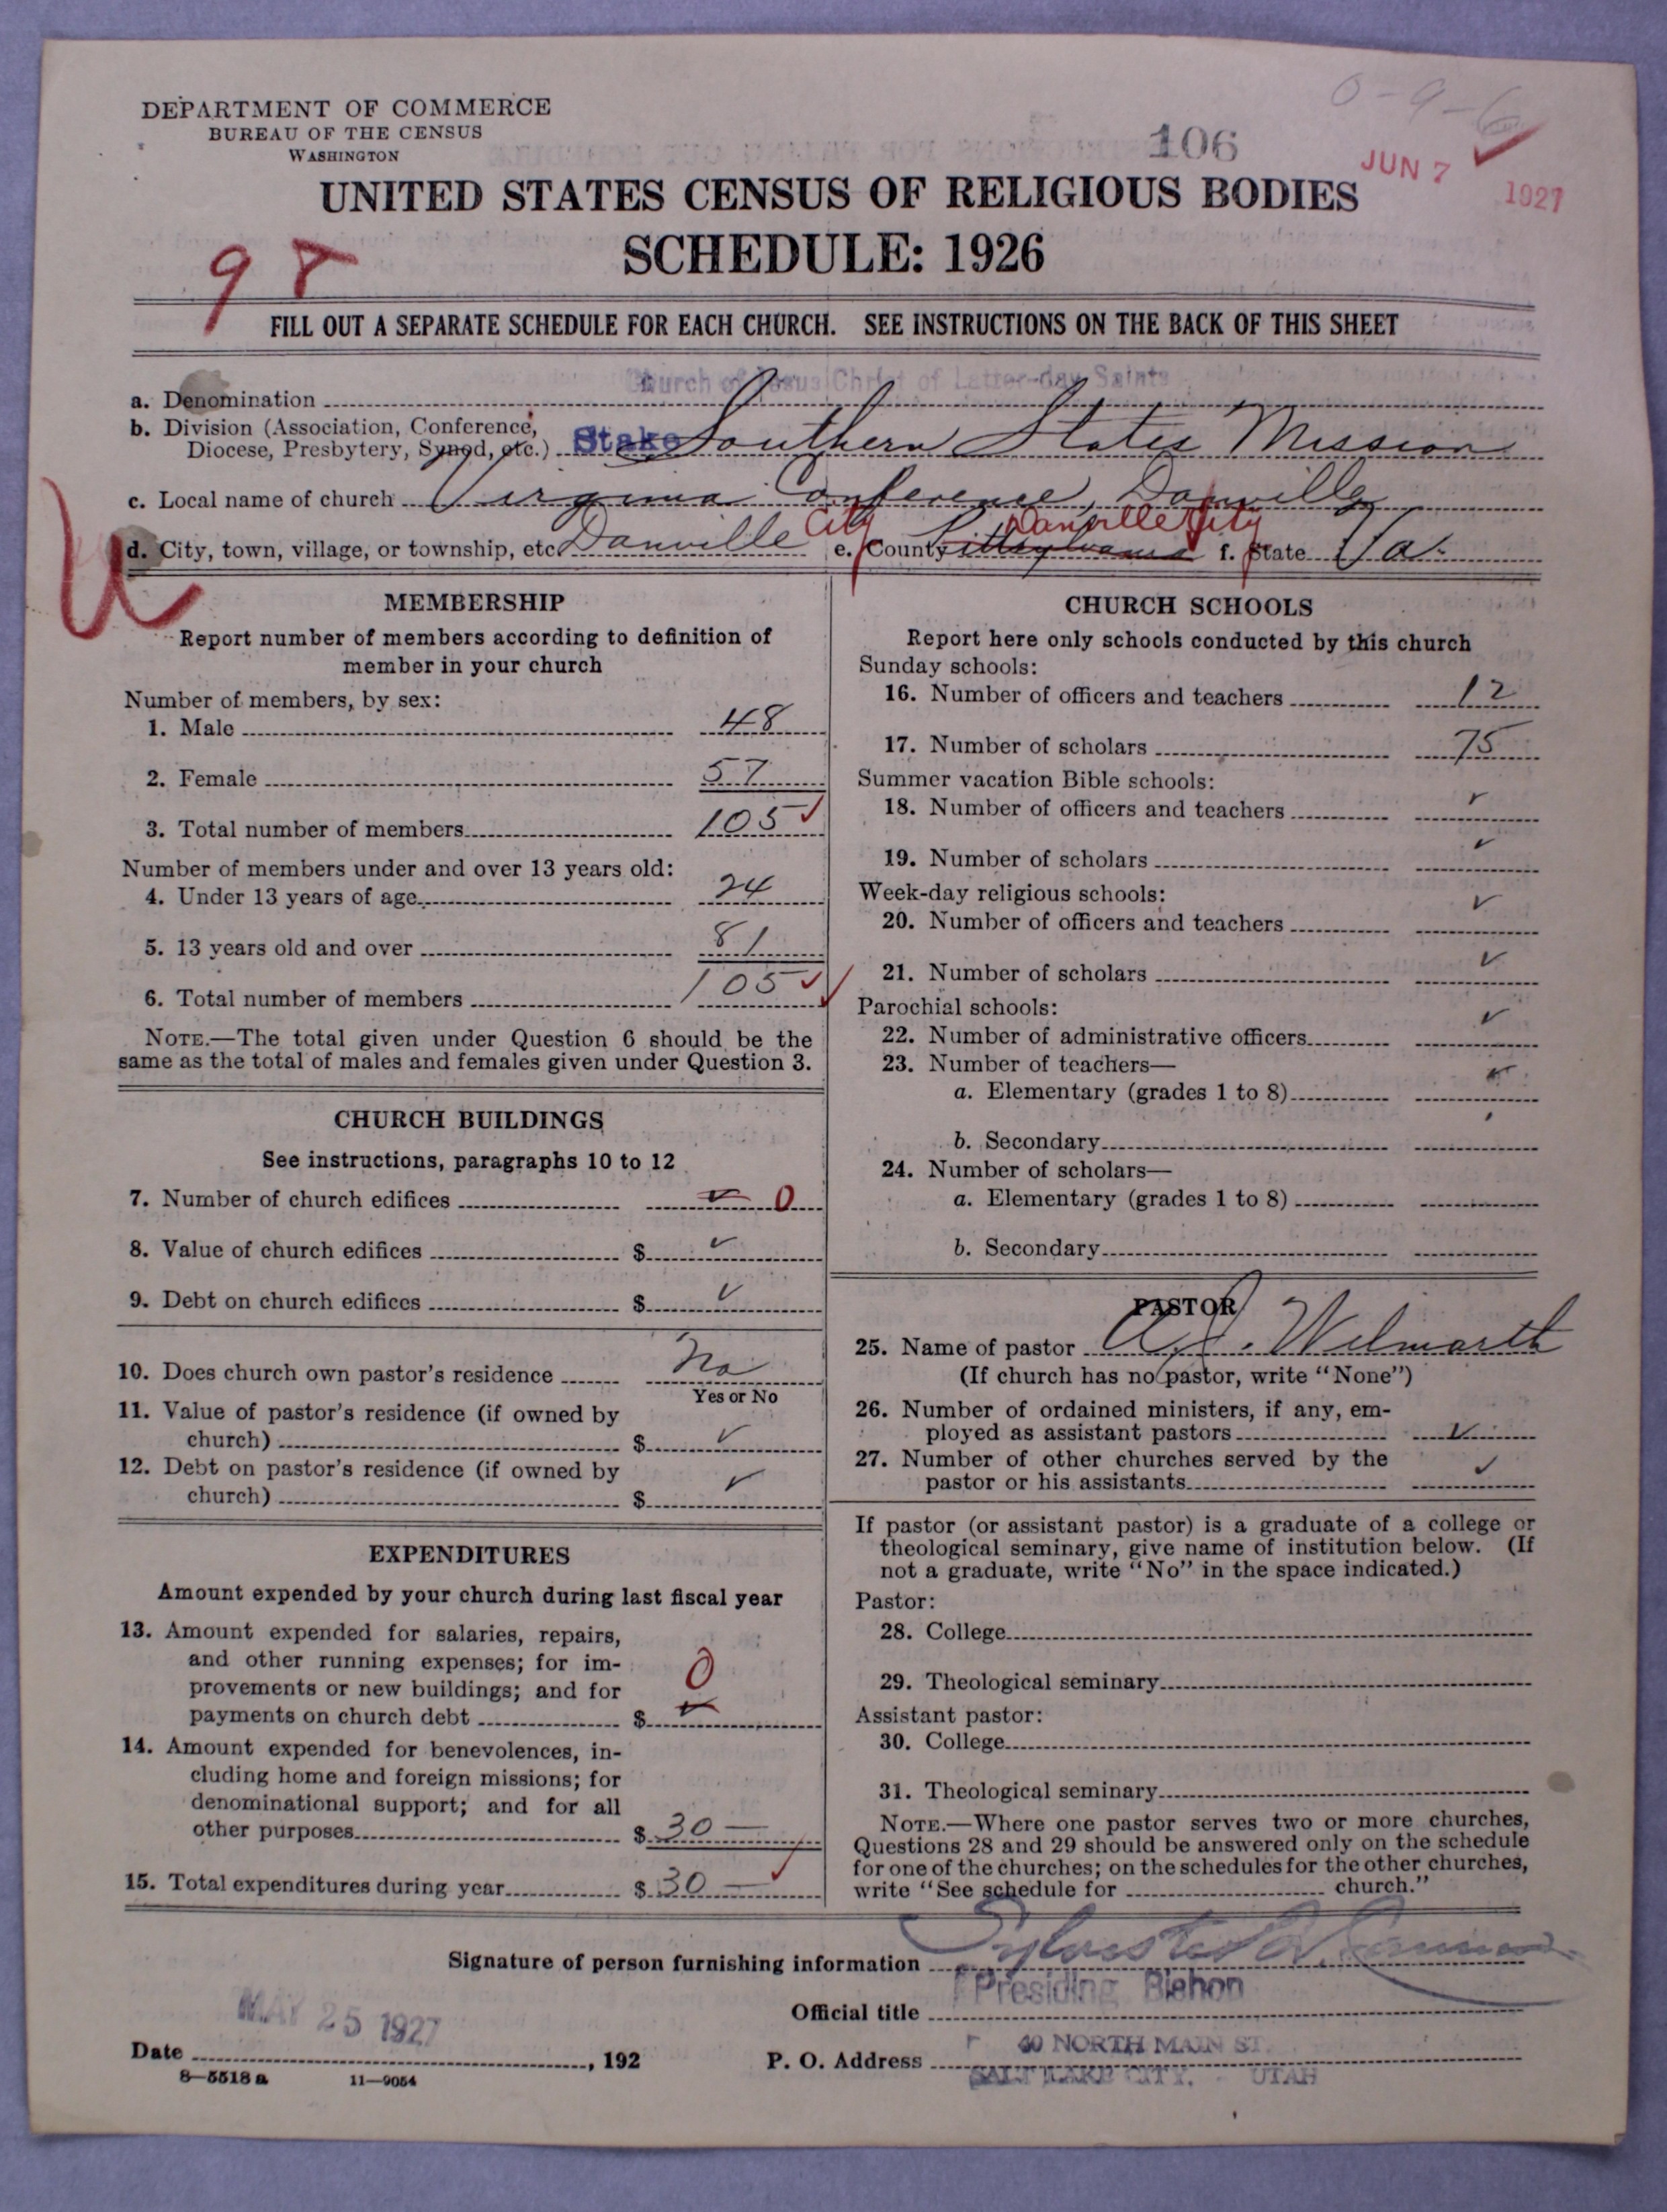 0-9-6
DEPARTMENT OF COMMERCE
BUREAU OF THE CENSUS
WASHINGTON
106
JUN 7 1927
UNITED STATES CENSUS OF RELIGIOUS BODIES
SCHEDULE: 1926
98
FILL OUT A SEPARATE SCHEDULE FOR EACH CHURCH. SEE INSTRUCTIONS ON THE BACK OF THIS SHEET
Church of Jesus Christ of Latter-day Saints
a. Denomination
b. Division (Association, Conference,
Diocese, Presbytery, Synod, etc.) Stake Southern States Mission
c. Local name of church Virginia Conference, Danville
d. City, town, village, or township, etc. Danville City e. County Pittsylvania Danville City f. State Va.
MEMBERSHIP
Report number of members according to definition of
member in your church
Number of members, by sex:
1. Male 48
2. Female 57
3. Total number of members 105
Number of members under and over 13 years old:
4. Under 13 years of age 24
5. 13 years old and over 81
6. Total number of members 105
NOTE.—The total given under Question 6 should be the
same as the total of males and females given under Question 3.
CHURCH BUILDINGS
See instructions, paragraphs 10 to 12
7. Number of church edifices 0
8. Value of church edifices $
9. Debt on church edifices $
10. Does church own pastor's residence No
Yes or No
11. Value of pastor's residence (if owned by
church) $
12. Debt on pastor's residence (if owned by
church) $
EXPENDITURES
Amount expended by your church during last fiscal year
13. Amount expended for salaries, repairs,
and other running expenses; for im-
provements or new buildings; and for
payments on church debt $ 0
14. Amount expended for benevolences, in-
cluding home and foreign missions; for
denominational support; and for all
other purposes $ 30 —
15. Total expenditures during year $ 30 —
CHURCH SCHOOLS
Report here only schools conducted by this church
Sunday schools:
16. Number of officers and teachers 12
17. Number of scholars 75
Summer vacation Bible schools:
18. Number of officers and teachers
19. Number of scholars
Week-day religious schools:
20. Number of officers and teachers
21. Number of scholars
Parochial schools:
22. Number of administrative officers
23. Number of teachers—
a. Elementary (grades 1 to 8)
b. Secondary
24. Number of scholars—
a. Elementary (grades 1 to 8)
b. Secondary
PASTOR
25. Name of pastor A. J. Wilmarth
(If church has no pastor, write "None")
26. Number of ordained ministers, if any, em-
ployed as assistant pastors
27. Number of other churches served by the
pastor or his assistants
If pastor (or assistant pastor) is a graduate of a college or
theological seminary, give name of institution below. (If
not a graduate, write "No" in the space indicated.)
Pastor:
28. College
29. Theological seminary
Assistant pastor:
30. College
31. Theological seminary
NOTE.—Where one pastor serves two or more churches,
Questions 28 and 29 should be answered only on the schedule
for one of the churches; on the schedules for the other churches,
write "See schedule for church."
Signature of person furnishing information Sylvester Q. Cannon
Official title Presiding Bishop
MAY 25 1927
Date , 192
P. O. Address 40 NORTH MAIN ST.
SALT LAKE CITY, UTAH
8—5518 a 11—9054